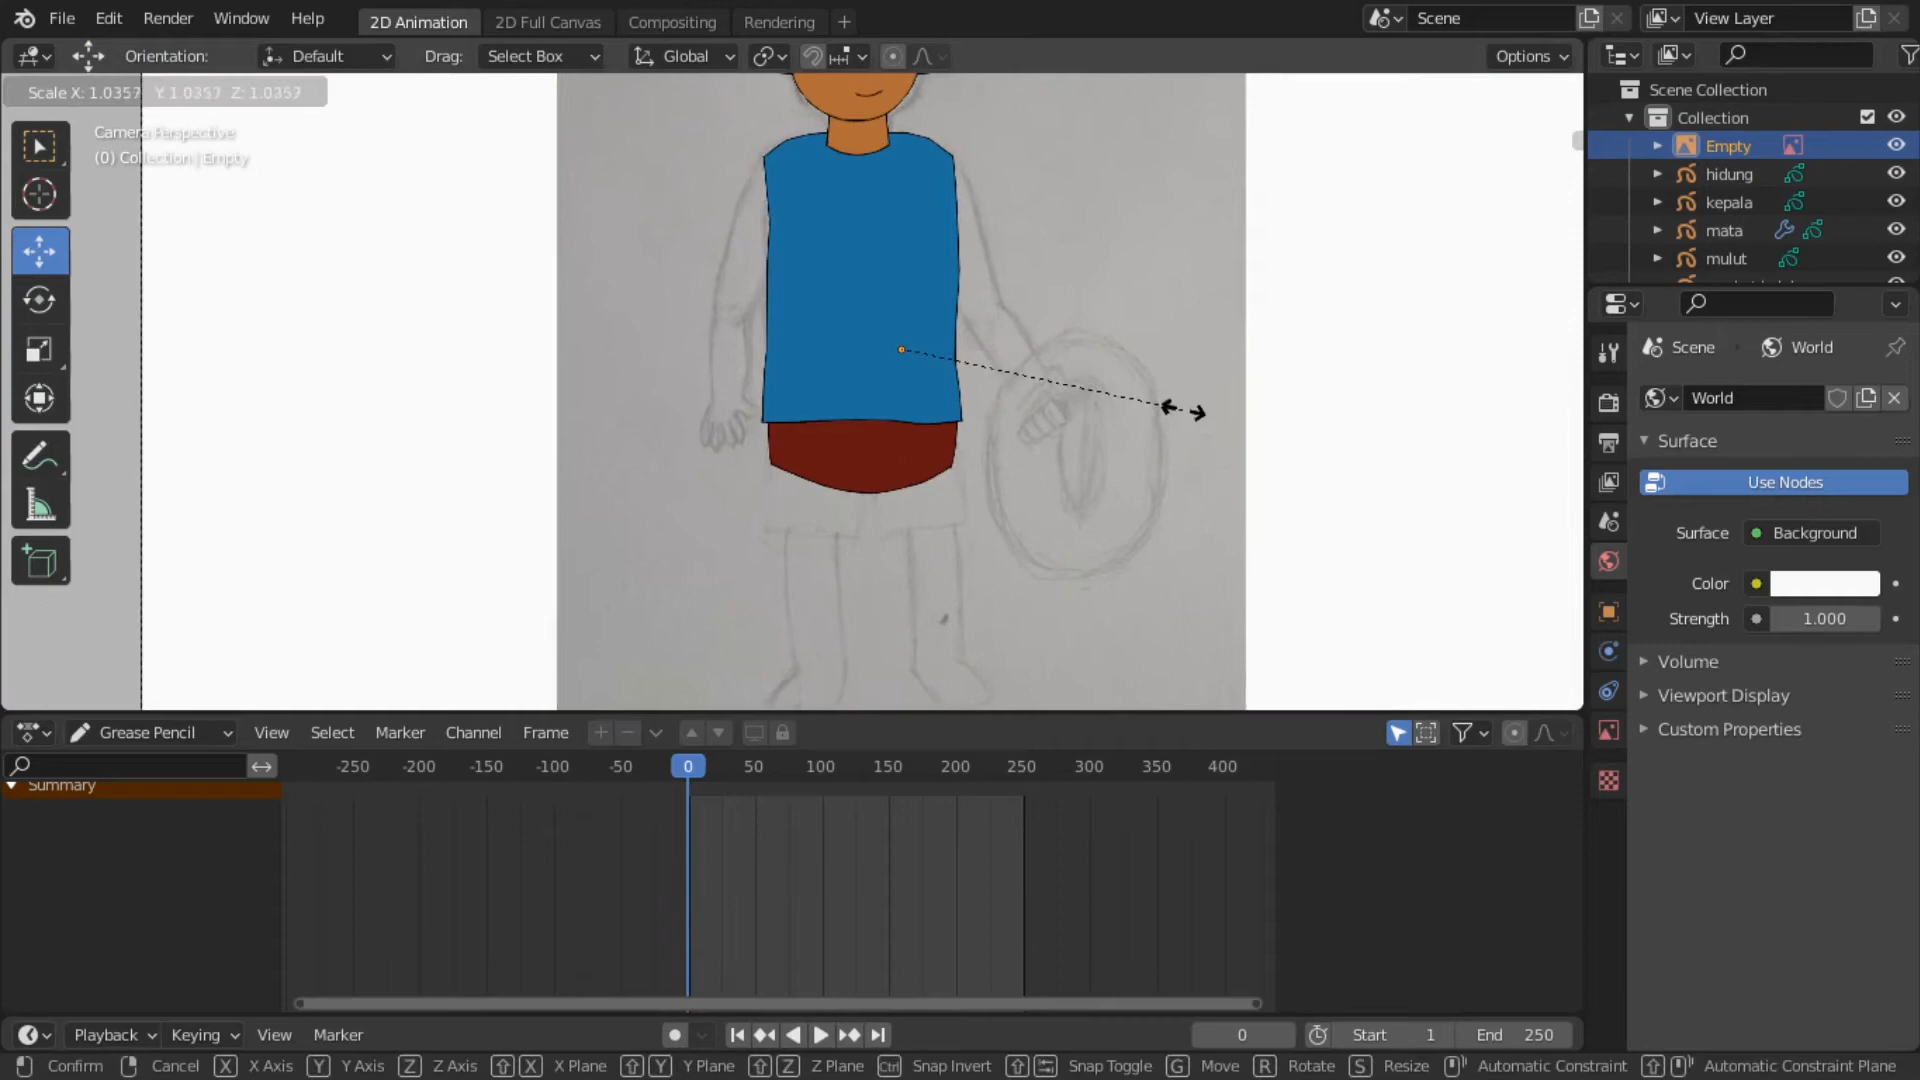 File Edit Render Window Help 2D Animation 2D Full Canvas Compositing Rendering Scene View Layer
Orientation: Default Drag: Select Box Global Options
Scale X: 1.0357 Y: 1.0357 Z: 1.0357
Camera Perspective
(0) Collection | Empty
Scene Collection
Collection
Empty
hidung
kepala
mata
mulut
Scene World
World
Surface
Use Nodes
Surface Background
Color
Strength 1.000
Volume
Viewport Display
Custom Properties
Grease Pencil View Select Marker Channel Frame
-250 -200 -150 -100 -50 0 50 100 150 200 250 300 350 400
Summary
Playback Keying View Marker 0 Start 1 End 250
Confirm Cancel X X Axis Y Y Axis Z Z Axis X X Plane Y Y Plane Z Z Plane Ctrl Snap Invert Snap Toggle G Move R Rotate S Resize Automatic Constraint Automatic Constraint Plane